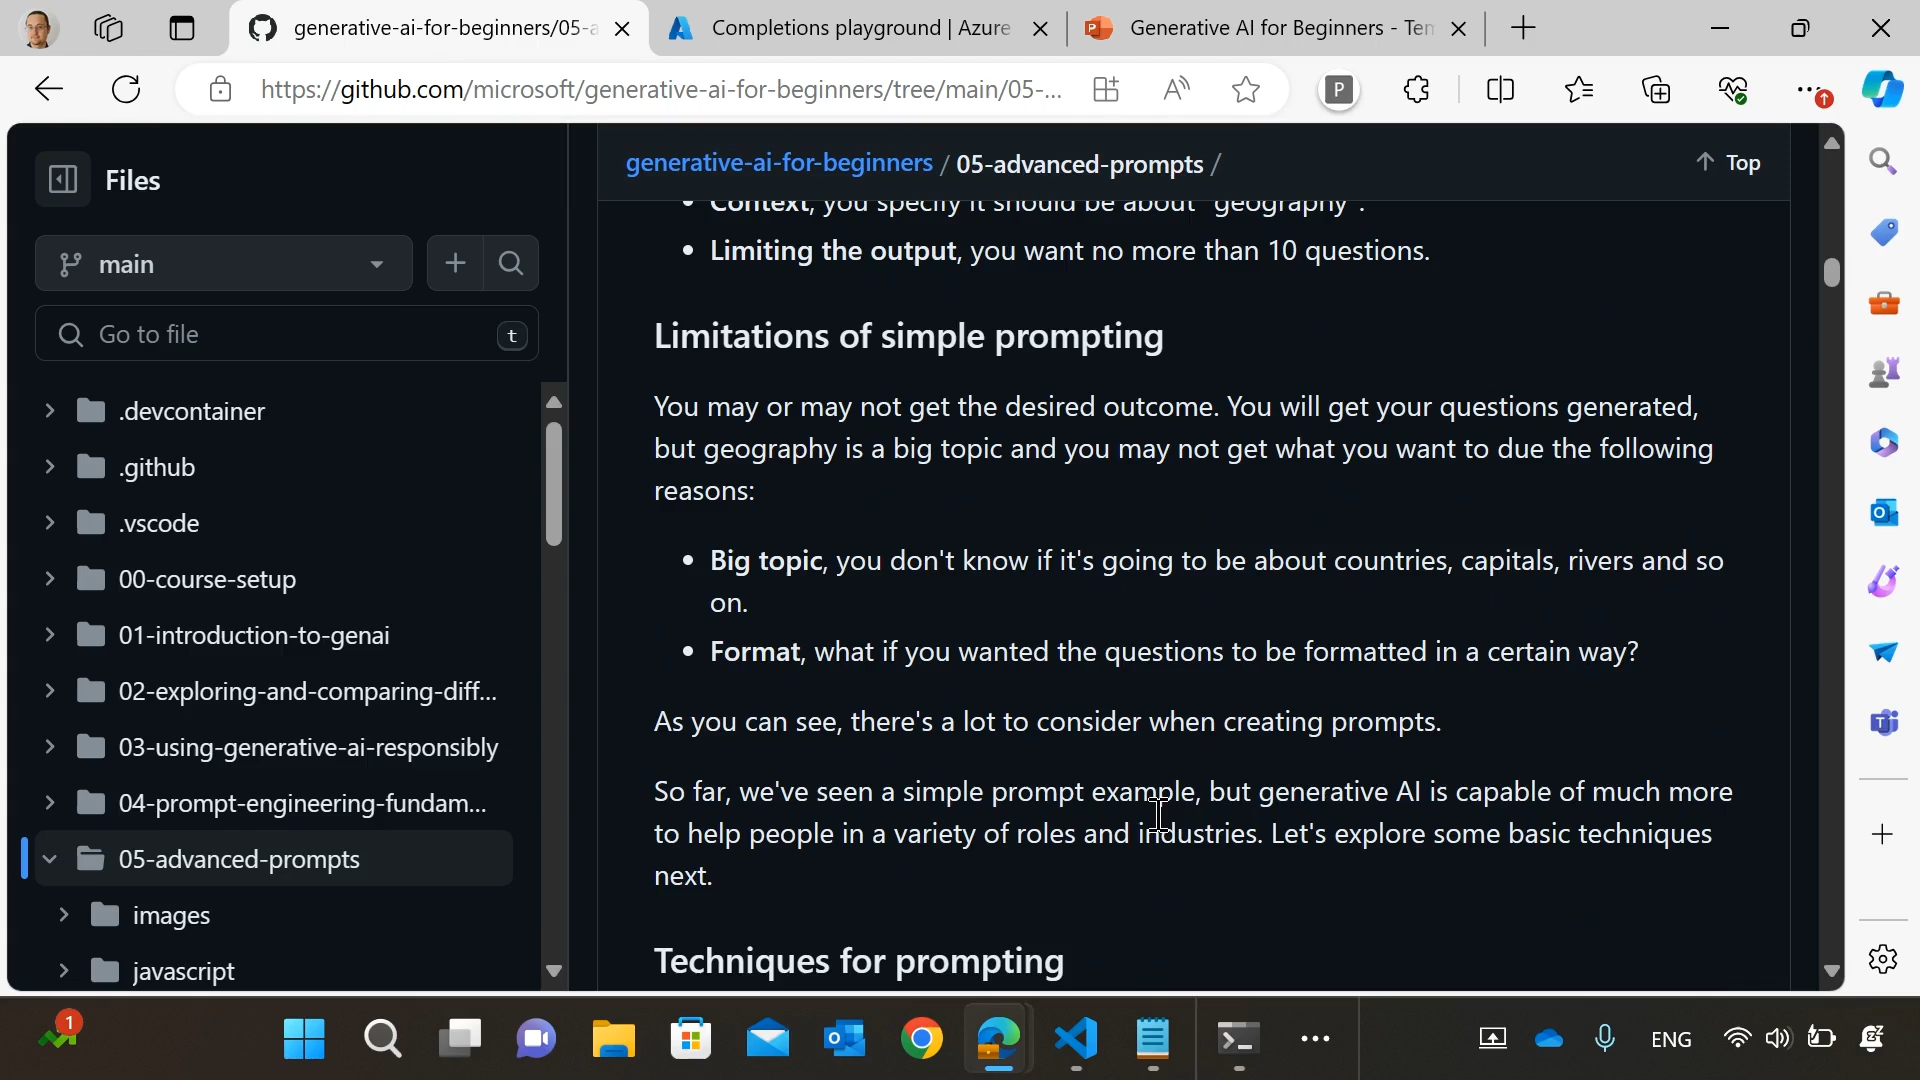 generative-ai-for-beginners/05-a
Completions playground | Azure
Generative AI for Beginners - Ten
https://github.com/microsoft/generative-ai-for-beginners/tree/main/05-...
P
Files
main
Go to file
t
.devcontainer
.github
.vscode
00-course-setup
01-introduction-to-genai
02-exploring-and-comparing-diff...
03-using-generative-ai-responsibly
04-prompt-engineering-fundam...
05-advanced-prompts
images
javascript
generative-ai-for-beginners / 05-advanced-prompts /
Top
Context, you specify it should be about "geography".
Limiting the output, you want no more than 10 questions.
Limitations of simple prompting
You may or may not get the desired outcome. You will get your questions generated,
but geography is a big topic and you may not get what you want to due the following
reasons:
Big topic, you don't know if it's going to be about countries, capitals, rivers and so
on.
Format, what if you wanted the questions to be formatted in a certain way?
As you can see, there's a lot to consider when creating prompts.
So far, we've seen a simple prompt example, but generative AI is capable of much more
to help people in a variety of roles and industries. Let's explore some basic techniques
next.
Techniques for prompting
1
ENG